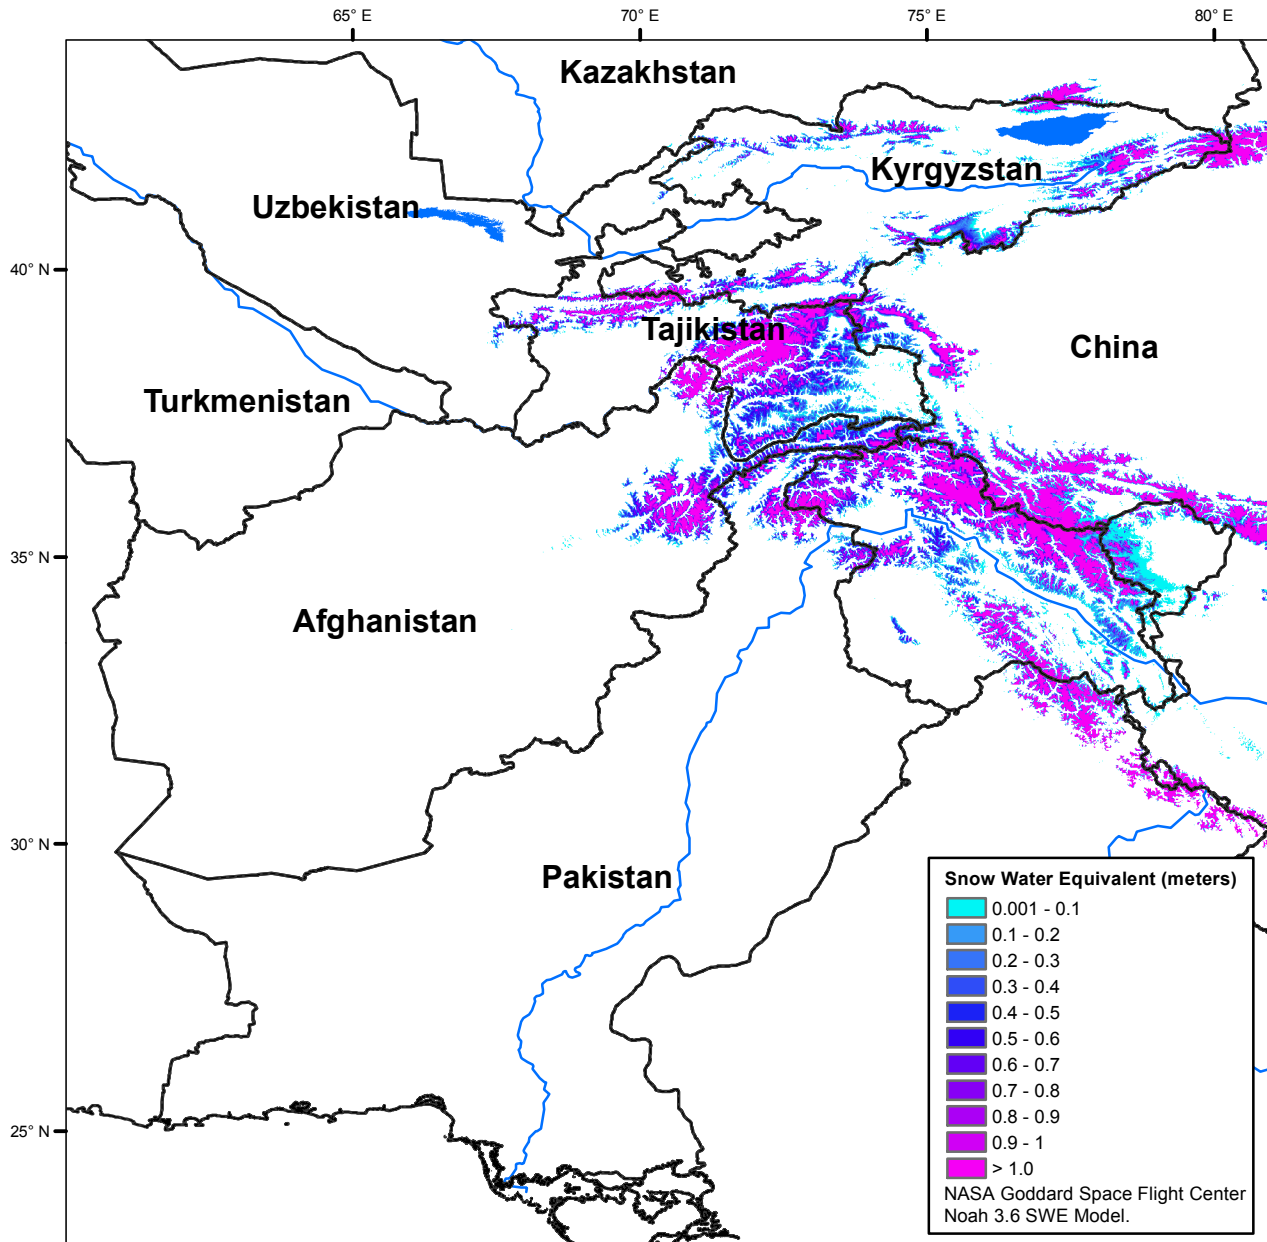 65° E
70° E
75° E
80° E
Kazakhstan
Kyrgyzstan
Uzbekistan
40° N
Tajikistan
China
Turkmenistan
35° N
Afghanistan
30° N
Pakistan
25° N
Snow Water Equivalent (meters)
0.001 - 0.1
0.1 - 0.2
0.2 - 0.3
0.3 - 0.4
0.4 - 0.5
0.5 - 0.6
0.6 - 0.7
0.7 - 0.8
0.8 - 0.9
0.9 - 1
> 1.0
NASA Goddard Space Flight Center
Noah 3.6 SWE Model.